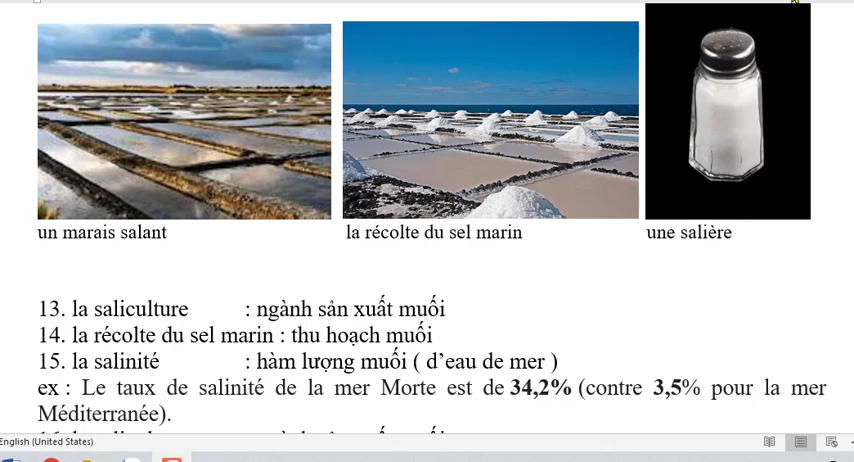 un marais salant
la récolte du sel marin
une salière
13. la saliculture : ngành sản xuất muối
14. la récolte du sel marin : thu hoạch muối
15. la salinité : hàm lượng muối ( d’eau de mer )
ex : Le taux de salinité de la mer Morte est de 34,2% (contre 3,5% pour la mer
Méditerranée).
English (United States)